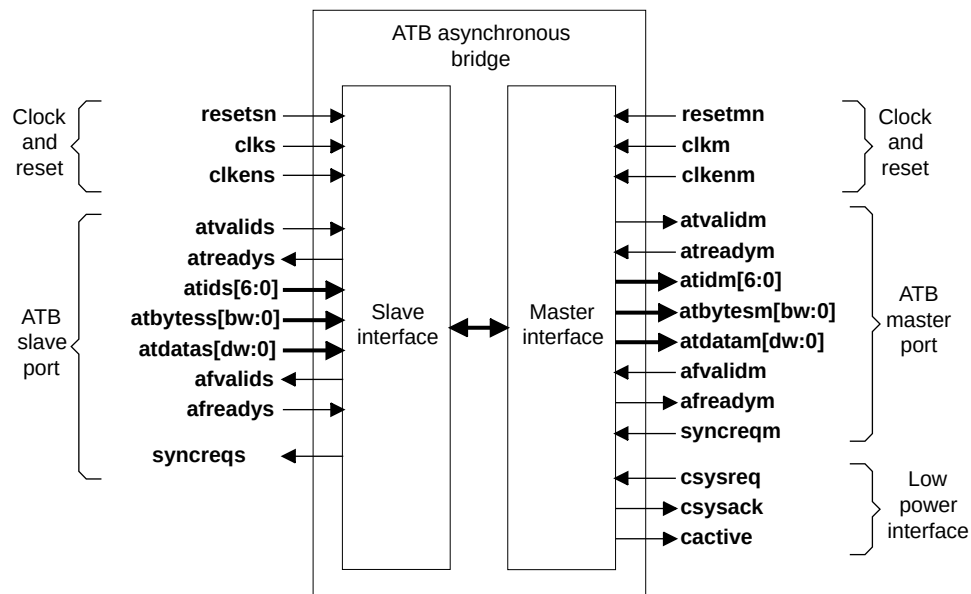 ATB asynchronous
bridge
Clock
and
reset
resetsn
clks
clkens
ATB
slave
port
atvalids
atreadys
atids[6:0]
atbytess[bw:0]
atdatas[dw:0]
afvalids
afreadys
syncreqs
Slave
interface
Master
interface
resetmn
clkm
clkenm
Clock
and
reset
atvalidm
atreadym
atidm[6:0]
atbytesm[bw:0]
atdatam[dw:0]
afvalidm
afreadym
syncreqm
ATB
master
port
csysreq
csysack
cactive
Low
power
interface